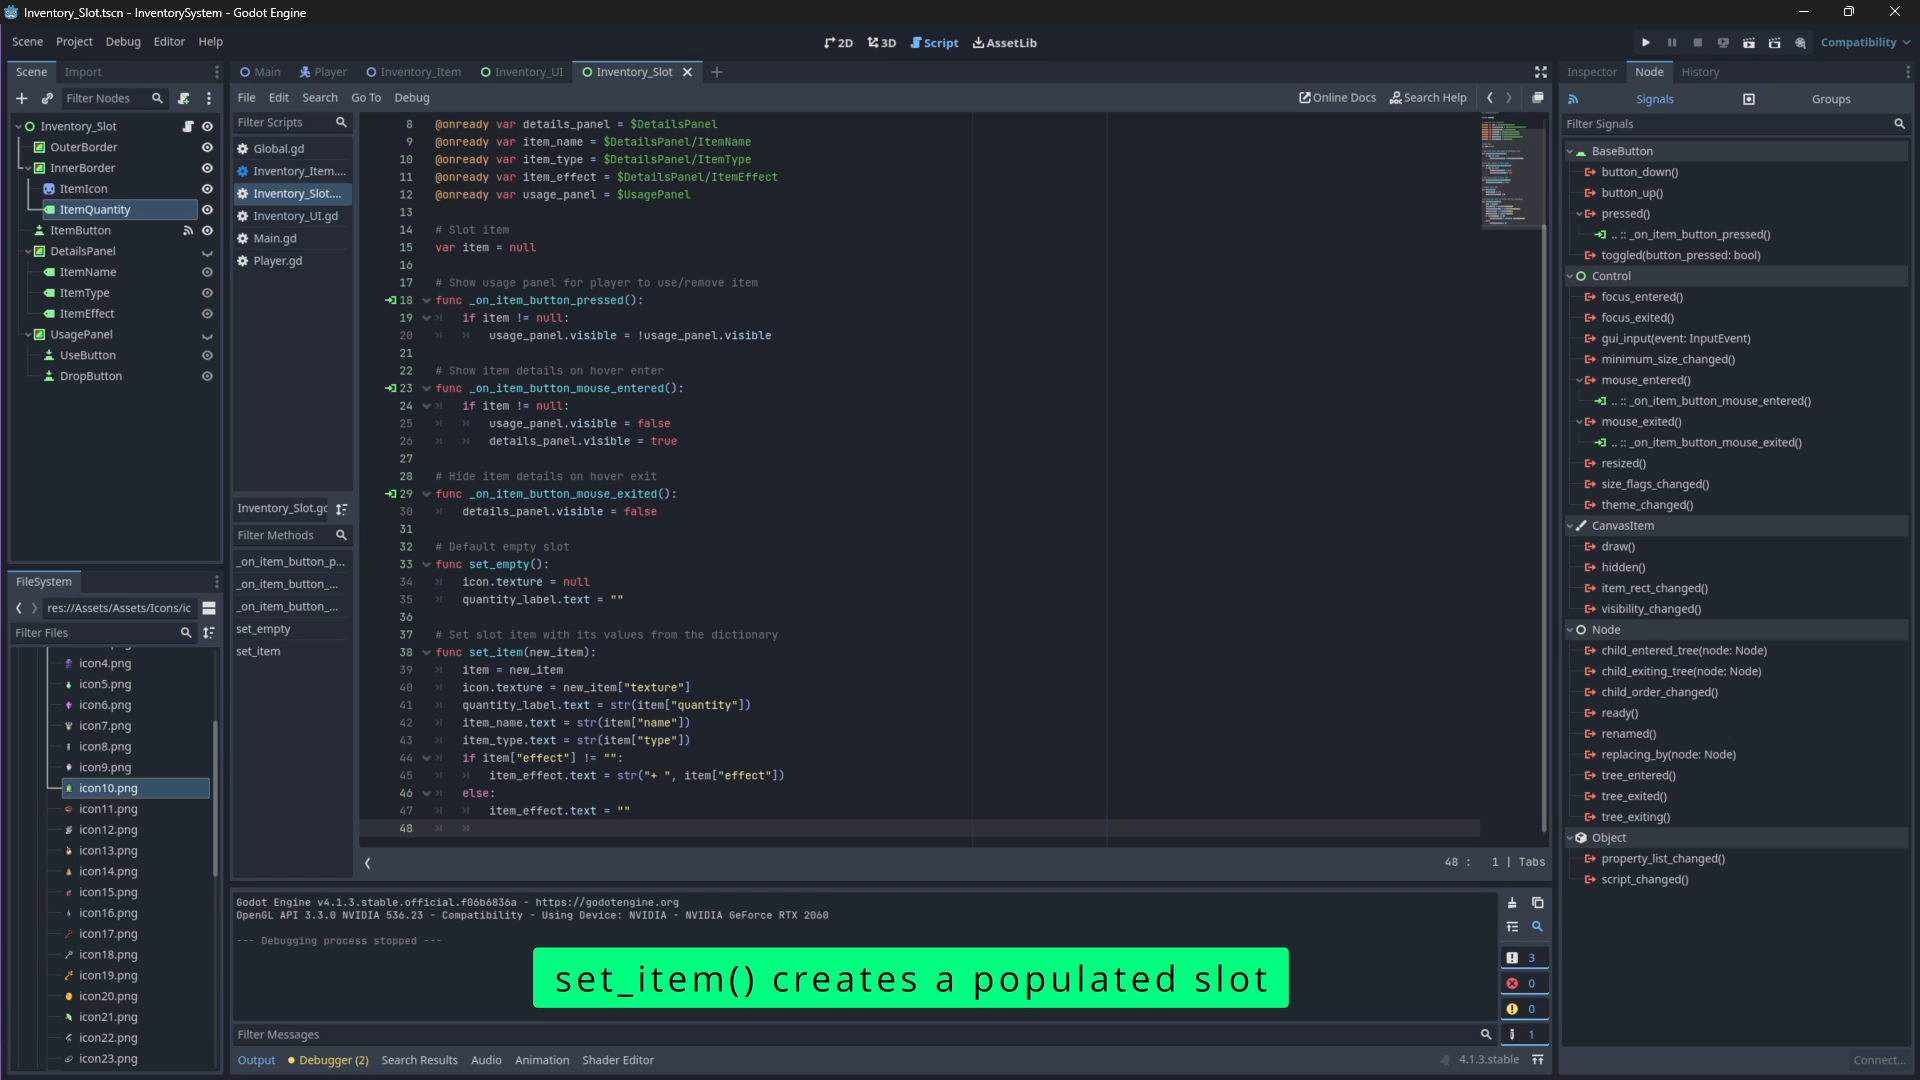 Inventory_Slot.tscn - InventorySystem - Godot Engine
Scene Project Debug Editor Help
2D 3D Script AssetLib
Compatibility
Scene Import
Filter Nodes
Inventory_Slot
OuterBorder
InnerBorder
ItemIcon
ItemQuantity
ItemButton
DetailsPanel
ItemName
ItemType
ItemEffect
UsagePanel
UseButton
DropButton
FileSystem
res://Assets/Assets/Icons/ic
Filter Files
icon4.png
icon5.png
icon6.png
icon7.png
icon8.png
icon9.png
icon10.png
icon11.png
icon12.png
icon13.png
icon14.png
icon15.png
icon16.png
icon17.png
icon18.png
icon19.png
icon20.png
icon21.png
icon22.png
icon23.png
Main Player Inventory_Item Inventory_UI Inventory_Slot
File Edit Search Go To Debug
Online Docs Search Help
Filter Scripts
Global.gd
Inventory_Item....
Inventory_Slot....
Inventory_UI.gd
Main.gd
Player.gd
Inventory_Slot.gc
Filter Methods
_on_item_button_p...
_on_item_button_...
_on_item_button_...
set_empty
set_item
8 @onready var details_panel = $DetailsPanel
9 @onready var item_name = $DetailsPanel/ItemName
10 @onready var item_type = $DetailsPanel/ItemType
11 @onready var item_effect = $DetailsPanel/ItemEffect
12 @onready var usage_panel = $UsagePanel
13
14 # Slot item
15 var item = null
16
17 # Show usage panel for player to use/remove item
18 func _on_item_button_pressed():
19 if item != null:
20 usage_panel.visible = !usage_panel.visible
21
22 # Show item details on hover enter
23 func _on_item_button_mouse_entered():
24 if item != null:
25 usage_panel.visible = false
26 details_panel.visible = true
27
28 # Hide item details on hover exit
29 func _on_item_button_mouse_exited():
30 details_panel.visible = false
31
32 # Default empty slot
33 func set_empty():
34 icon.texture = null
35 quantity_label.text = ""
36
37 # Set slot item with its values from the dictionary
38 func set_item(new_item):
39 item = new_item
40 icon.texture = new_item["texture"]
41 quantity_label.text = str(item["quantity"])
42 item_name.text = str(item["name"])
43 item_type.text = str(item["type"])
44 if item["effect"] != "":
45 item_effect.text = str("+ ", item["effect"])
46 else:
47 item_effect.text = ""
48
48 : 1 | Tabs
Godot Engine v4.1.3.stable.official.f06b6836a - https://godotengine.org
OpenGL API 3.3.0 NVIDIA 536.23 - Compatibility - Using Device: NVIDIA - NVIDIA GeForce RTX 2060
--- Debugging process stopped ---
3
0
0
1
set_item() creates a populated slot
Filter Messages
Output Debugger (2) Search Results Audio Animation Shader Editor
4.1.3.stable
Inspector Node History
Signals Groups
Filter Signals
BaseButton
button_down()
button_up()
pressed()
.. :: _on_item_button_pressed()
toggled(button_pressed: bool)
Control
focus_entered()
focus_exited()
gui_input(event: InputEvent)
minimum_size_changed()
mouse_entered()
.. :: _on_item_button_mouse_entered()
mouse_exited()
.. :: _on_item_button_mouse_exited()
resized()
size_flags_changed()
theme_changed()
CanvasItem
draw()
hidden()
item_rect_changed()
visibility_changed()
Node
child_entered_tree(node: Node)
child_exiting_tree(node: Node)
child_order_changed()
ready()
renamed()
replacing_by(node: Node)
tree_entered()
tree_exited()
tree_exiting()
Object
property_list_changed()
script_changed()
Connect...